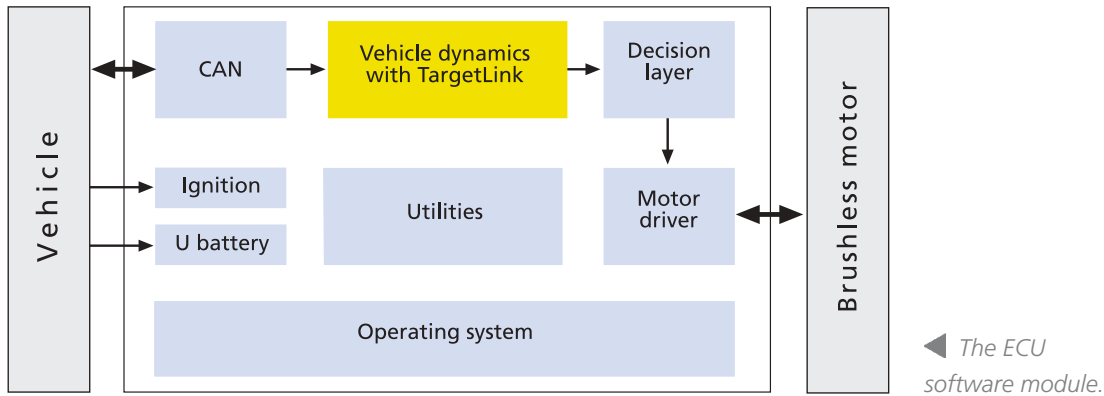 Vehicle
CAN
Vehicle dynamics
with TargetLink
Decision
layer
Ignition
U battery
Utilities
Motor
driver
Operating system
Brushless motor
The ECU
software module.